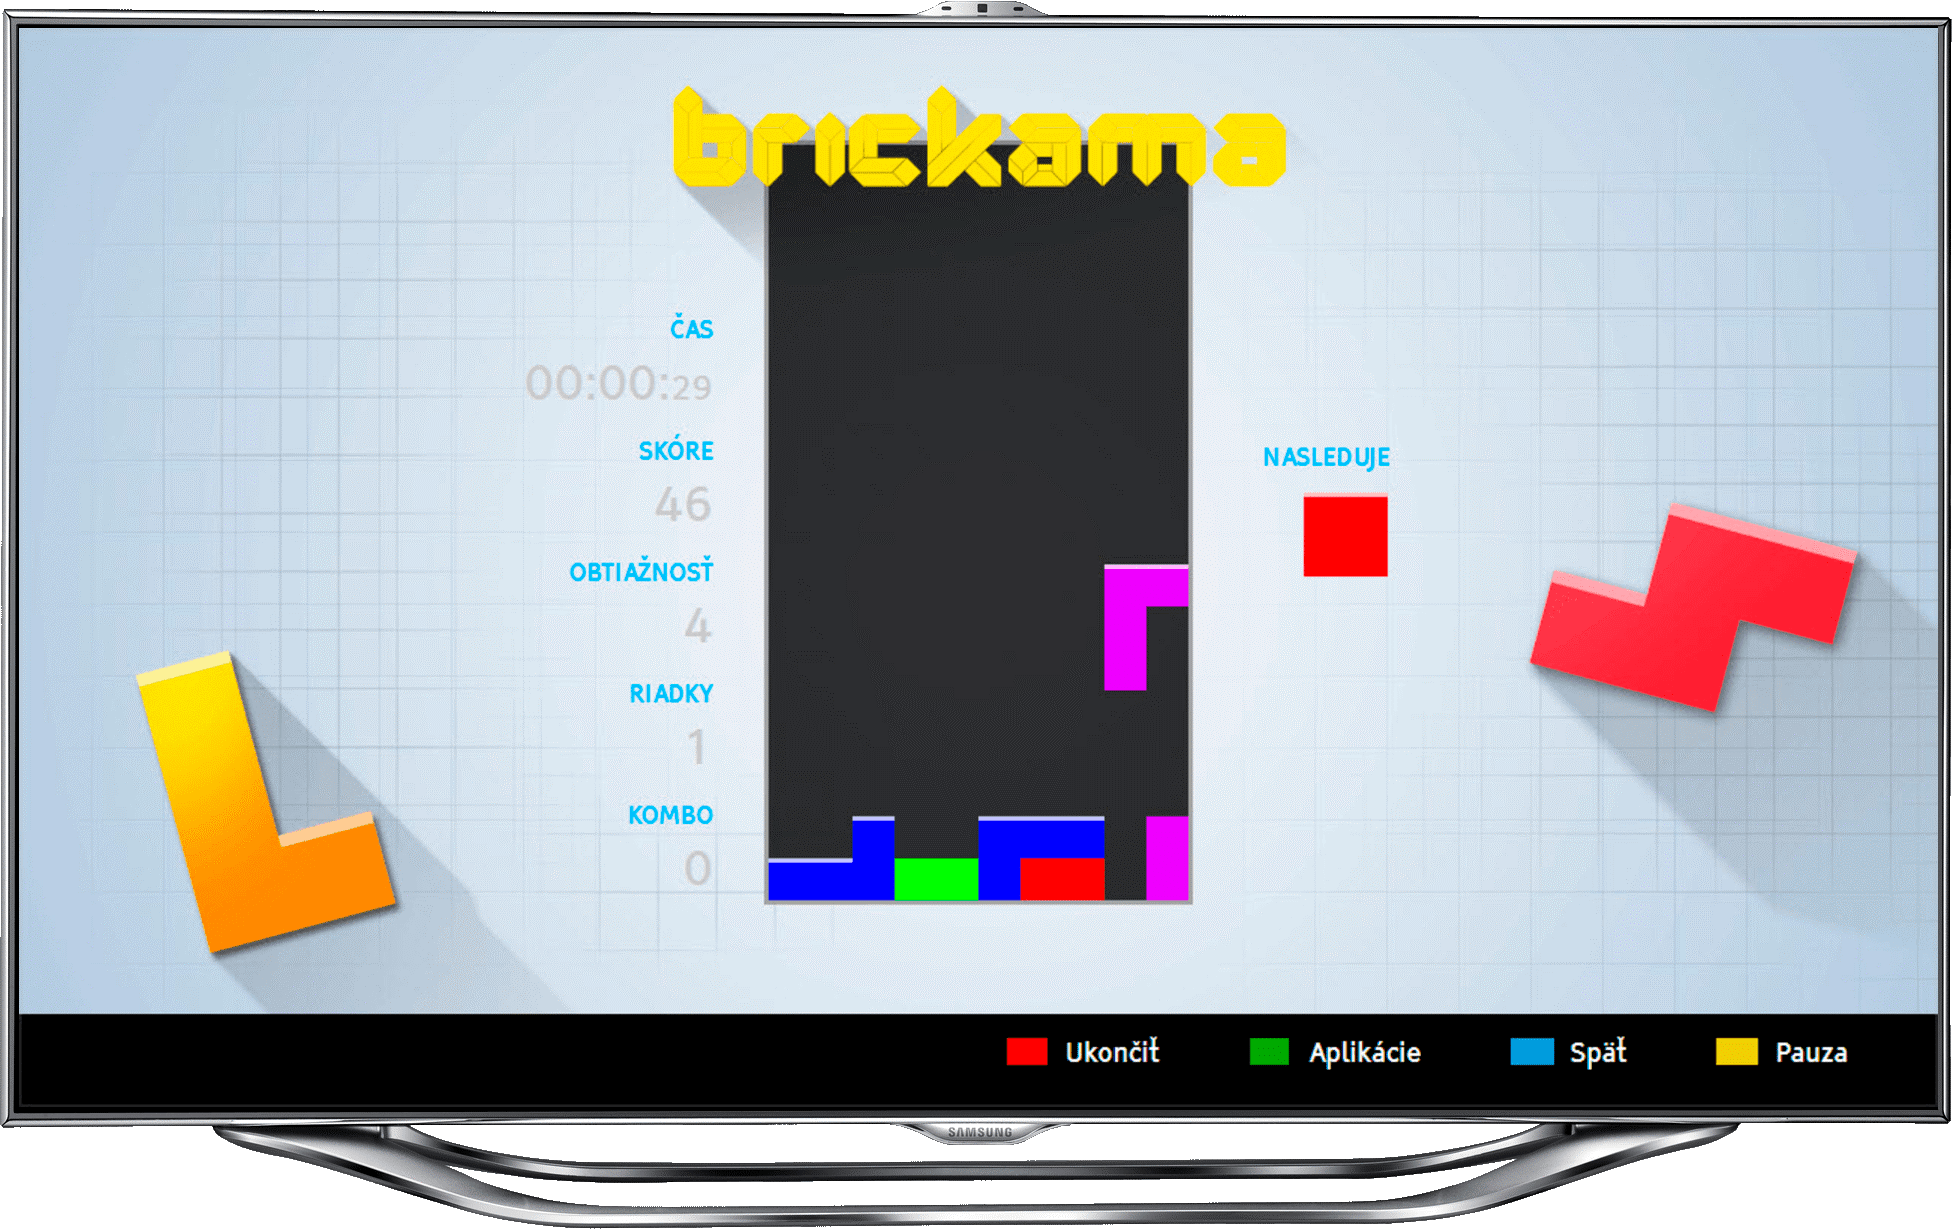 brickama
ČAS
00:00:29
SKÓRE
46
OBTIAŽNOSŤ
4
RIADKY
1
KOMBO
0
NASLEDUJE
Ukončiť
Aplikácie
Späť
Pauza
SAMSUNG